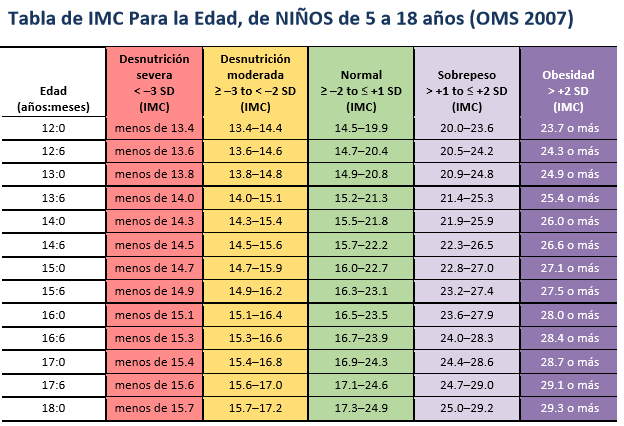 Tabla de IMC Para la Edad, de NIÑOS de 5 a 18 años (OMS 2007)
Edad (años:meses) Desnutrición severa < –3 SD (IMC) Desnutrición moderada ≥ –3 to < –2 SD (IMC) Normal ≥ –2 to ≤ +1 SD (IMC) Sobrepeso > +1 to ≤ +2 SD (IMC) Obesidad > +2 SD (IMC)
12:0 menos de 13.4 13.4–14.4 14.5–19.9 20.0–23.6 23.7 o más
12:6 menos de 13.6 13.6–14.6 14.7–20.4 20.5–24.2 24.3 o más
13:0 menos de 13.8 13.8–14.8 14.9–20.8 20.9–24.8 24.9 o más
13:6 menos de 14.0 14.0–15.1 15.2–21.3 21.4–25.3 25.4 o más
14:0 menos de 14.3 14.3–15.4 15.5–21.8 21.9–25.9 26.0 o más
14:6 menos de 14.5 14.5–15.6 15.7–22.2 22.3–26.5 26.6 o más
15:0 menos de 14.7 14.7–15.9 16.0–22.7 22.8–27.0 27.1 o más
15:6 menos de 14.9 14.9–16.2 16.3–23.1 23.2–27.4 27.5 o más
16:0 menos de 15.1 15.1–16.4 16.5–23.5 23.6–27.9 28.0 o más
16:6 menos de 15.3 15.3–16.6 16.7–23.9 24.0–28.3 28.4 o más
17:0 menos de 15.4 15.4–16.8 16.9–24.3 24.4–28.6 28.7 o más
17:6 menos de 15.6 15.6–17.0 17.1–24.6 24.7–29.0 29.1 o más
18:0 menos de 15.7 15.7–17.2 17.3–24.9 25.0–29.2 29.3 o más